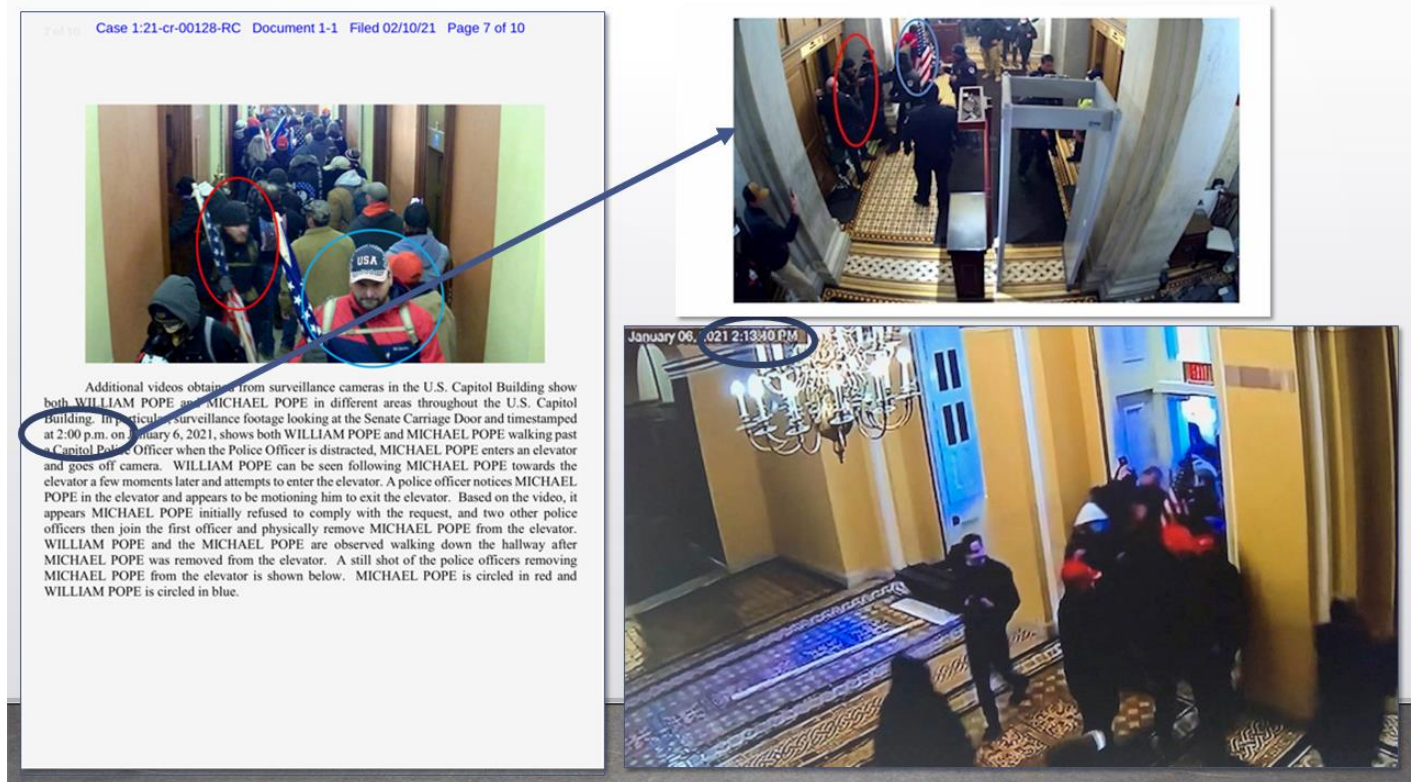 7 of 10
Case 1:21-cr-00128-RC Document 1-1 Filed 02/10/21 Page 7 of 10
USA
Additional videos obtained from surveillance cameras in the U.S. Capitol Building show
both WILLIAM POPE and MICHAEL POPE in different areas throughout the U.S. Capitol
Building. In particular, surveillance footage looking at the Senate Carriage Door and timestamped
at 2:00 p.m. on January 6, 2021, shows both WILLIAM POPE and MICHAEL POPE walking past
a Capitol Police Officer when the Police Officer is distracted, MICHAEL POPE enters an elevator
and goes off camera. WILLIAM POPE can be seen following MICHAEL POPE towards the
elevator a few moments later and attempts to enter the elevator. A police officer notices MICHAEL
POPE in the elevator and appears to be motioning him to exit the elevator. Based on the video, it
appears MICHAEL POPE initially refused to comply with the request, and two other police
officers then join the first officer and physically remove MICHAEL POPE from the elevator.
WILLIAM POPE and the MICHAEL POPE are observed walking down the hallway after
MICHAEL POPE was removed from the elevator. A still shot of the police officers removing
MICHAEL POPE from the elevator is shown below. MICHAEL POPE is circled in red and
WILLIAM POPE is circled in blue.
January 06, 2021 2:13:40 PM
EXIT